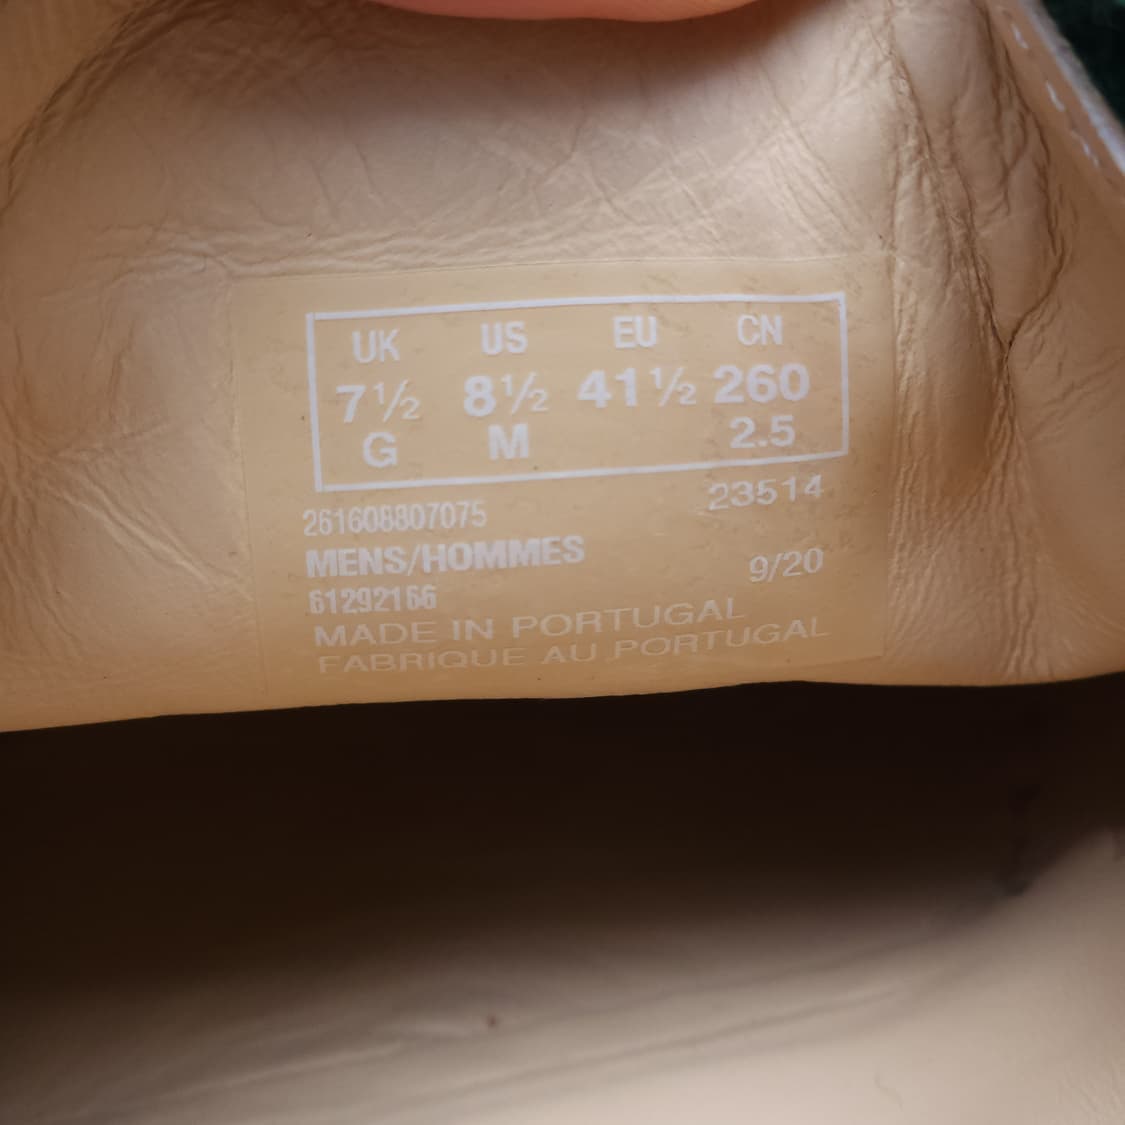 UK US EU CN
7½ 8½ 41½ 260
G M 2.5
261608807075 23514
MENS/HOMMES
61292166 9/20
MADE IN PORTUGAL
FABRIQUE AU PORTUGAL